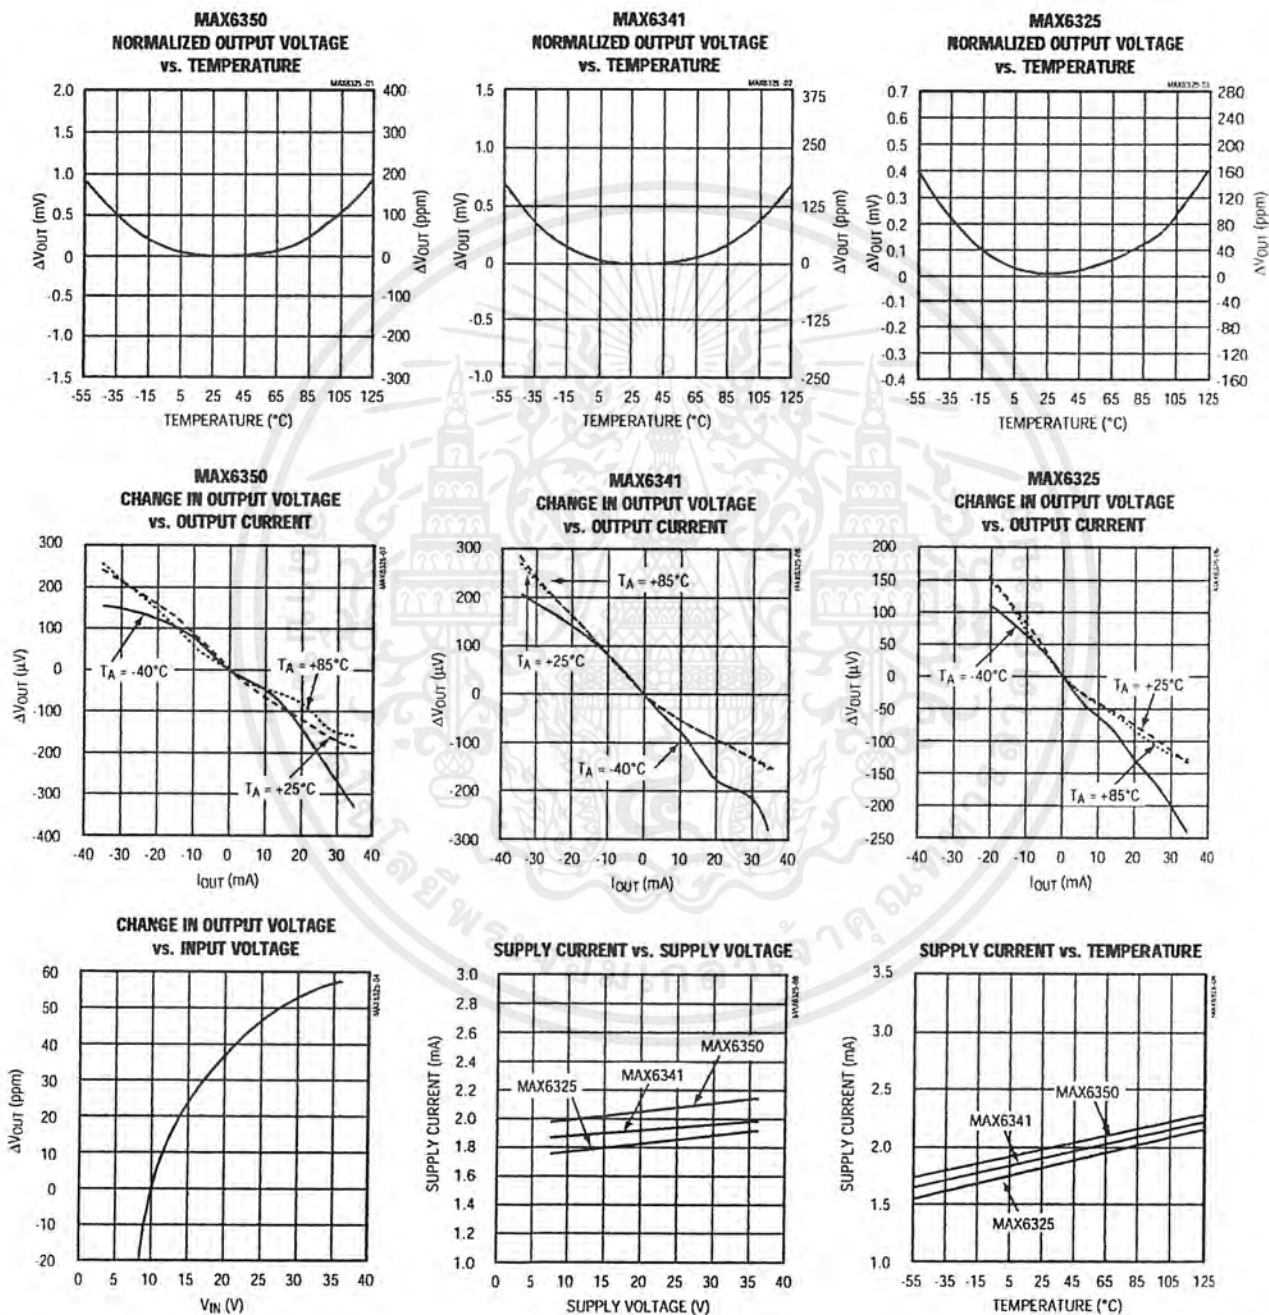 MAX6350
NORMALIZED OUTPUT VOLTAGE
vs. TEMPERATURE
MAX6325-01
2.0
1.5
1.0
0.5
0
-0.5
-1.0
-1.5
ΔVOUT (mV)
400
300
200
100
0
-100
-200
-300
ΔVOUT (ppm)
-55 -35 -15 5 25 45 65 85 105 125
TEMPERATURE (°C)
MAX6341
NORMALIZED OUTPUT VOLTAGE
vs. TEMPERATURE
MAX6325-02
1.5
1.0
0.5
0
-0.5
-1.0
ΔVOUT (mV)
375
250
125
0
-125
-250
ΔVOUT (ppm)
-55 -35 -15 5 25 45 65 85 105 125
TEMPERATURE (°C)
MAX6325
NORMALIZED OUTPUT VOLTAGE
vs. TEMPERATURE
MAX6325-03
0.7
0.6
0.5
0.4
0.3
0.2
0.1
0
-0.1
-0.2
-0.3
-0.4
ΔVOUT (mV)
280
240
200
160
120
80
40
0
-40
-80
-120
-160
ΔVOUT (ppm)
-55 -35 -15 5 25 45 65 85 105 125
TEMPERATURE (°C)
MAX6350
CHANGE IN OUTPUT VOLTAGE
vs. OUTPUT CURRENT
MAX6325-07
300
200
100
0
-100
-200
-300
-400
ΔVOUT (µV)
TA = -40°C
TA = +85°C
TA = +25°C
-40 -30 -20 -10 0 10 20 30 40
IOUT (mA)
MAX6341
CHANGE IN OUTPUT VOLTAGE
vs. OUTPUT CURRENT
300
200
100
0
-100
-200
-300
ΔVOUT (µV)
TA = +85°C
TA = +25°C
TA = -40°C
-40 -30 -20 -10 0 10 20 30 40
IOUT (mA)
MAX6325
CHANGE IN OUTPUT VOLTAGE
vs. OUTPUT CURRENT
200
150
100
50
0
-50
-100
-150
-200
-250
ΔVOUT (µV)
TA = -40°C
TA = +25°C
TA = +85°C
-40 -30 -20 -10 0 10 20 30 40
IOUT (mA)
CHANGE IN OUTPUT VOLTAGE
vs. INPUT VOLTAGE
60
50
40
30
20
10
0
-10
-20
ΔVOUT (ppm)
0 5 10 15 20 25 30 35 40
VIN (V)
SUPPLY CURRENT vs. SUPPLY VOLTAGE
3.0
2.8
2.6
2.4
2.2
2.0
1.8
1.6
1.4
1.2
1.0
SUPPLY CURRENT (mA)
MAX6350
MAX6341
MAX6325
0 5 10 15 20 25 30 35 40
SUPPLY VOLTAGE (V)
SUPPLY CURRENT vs. TEMPERATURE
3.5
3.0
2.5
2.0
1.5
1.0
SUPPLY CURRENT (mA)
MAX6350
MAX6341
MAX6325
-55 -35 -15 5 25 45 65 85 105 125
TEMPERATURE (°C)